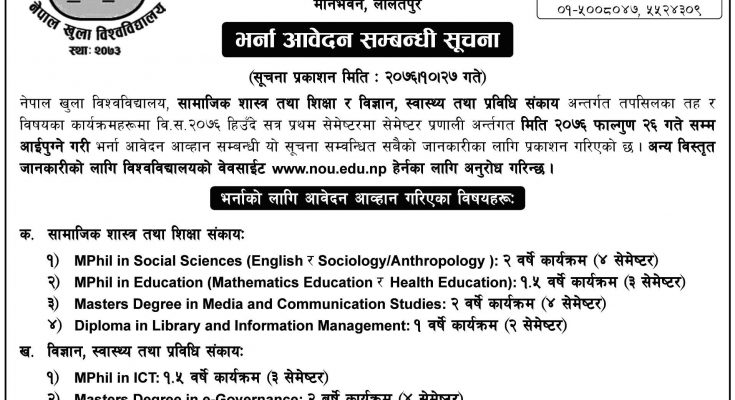 मानभवन, ललितपुर
०१-५००८०४७, ५५२४३०९
नेपाल खुला विश्वविद्यालय
स्था: २०७३
भर्ना आवेदन सम्बन्धी सूचना
(सूचना प्रकाशन मिति : २०७६।१०।२७ गते)
नेपाल खुला विश्वविद्यालय, सामाजिक शास्त्र तथा शिक्षा र विज्ञान, स्वास्थ्य तथा प्रविधि संकाय अन्तर्गत तपसिलका तह र
विषयका कार्यक्रमहरूमा वि.स.२०७६ हिउँदे सत्र प्रथम सेमेष्टरमा सेमेष्टर प्रणाली अर्न्तगत मिति २०७६ फाल्गुण २६ गते सम्म
आईपुग्ने गरी भर्ना आवेदन आव्हान सम्बन्धी यो सूचना सम्वन्धित सबैको जानकारीका लागि प्रकाशन गरिएको छ । अन्य विस्तृत
जानकारीको लागि विश्वविद्यालयको वेवसाईट www.nou.edu.np हेर्नका लागि अनुरोध गरिन्छ ।
भर्नाको लागि आवेदन आव्हान गरिएका विषयहरू:
क. सामाजिक शास्त्र तथा शिक्षा संकाय:
१) MPhil in Social Sciences (English र Sociology/Anthropology ): २ वर्षे कार्यक्रम (४ सेमेष्टर)
२) MPhil in Education (Mathematics Education र Health Education): १.५ वर्षे कार्यक्रम (३ सेमेष्टर)
३) Masters Degree in Media and Communication Studies: २ वर्षे कार्यक्रम (४ सेमेष्टर)
४) Diploma in Library and Information Management: १ वर्षे कार्यक्रम (२ सेमेष्टर)
ख. विज्ञान, स्वास्थ्य तथा प्रविधि संकाय:
१) MPhil in ICT: १.५ वर्षे कार्यक्रम (३ सेमेष्टर)
२) Masters Degree in e-Governance: २ वर्षे कार्यक्रम (४ सेमेष्टर)